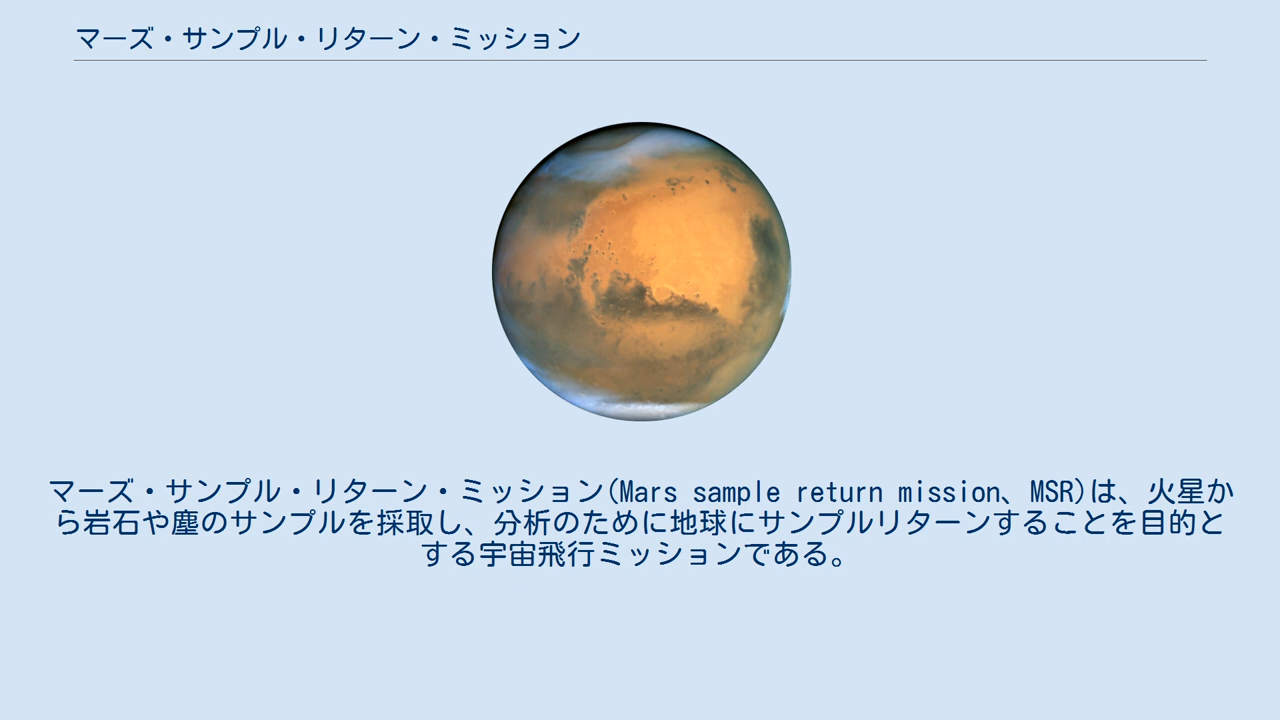 マーズ・サンプル・リターン・ミッション
マーズ・サンプル・リターン・ミッション(Mars sample return mission、MSR)は、火星か
ら岩石や塵のサンプルを採取し、分析のために地球にサンプルリターンすることを目的と
する宇宙飛行ミッションである。